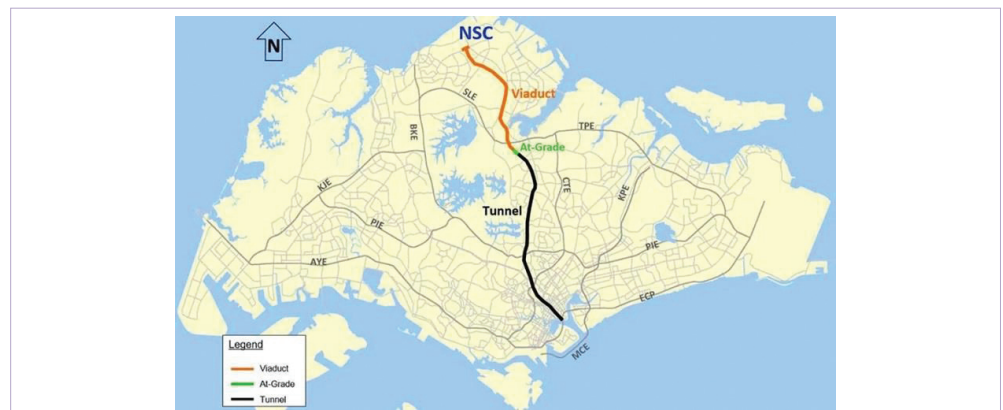 N
NSC
Viaduct
SLE
BKE
TPE
At-Grade
KJE
CTE
KPE
Tunnel
PIE
PIE
AYE
ECP
MCE
Legend
Viaduct
At-Grade
Tunnel